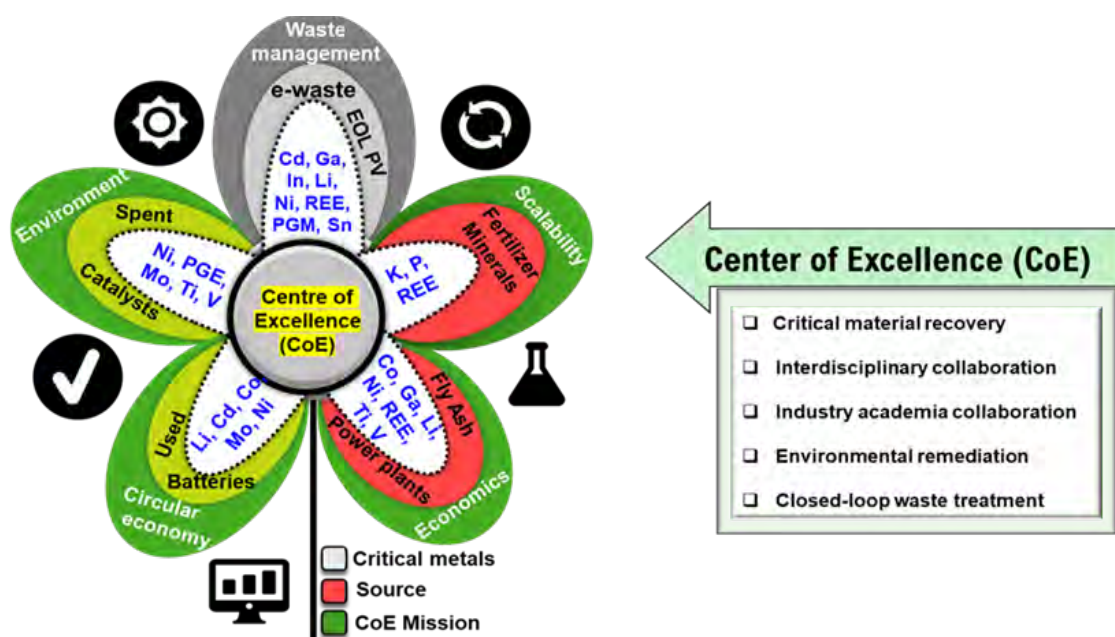 Waste
management
e-waste
EOL PV
Cd, Ga,
In, Li,
Ni, REE,
PGM, Sn
Environment
Spent
Catalysts
Ni, PGE,
Mo, Ti, V
Scalability
Fertilizer
Minerals
K, P,
REE
Centre of
Excellence
(CoE)
Circular
economy
Used
Batteries
Li, Cd, Co,
Mo, Ni
Economics
Fly Ash
Power plants
Co, Ga, Li,
Ni, REE,
Ti, V
Critical metals
Source
CoE Mission
Center of Excellence (CoE)
Critical material recovery
Interdisciplinary collaboration
Industry academia collaboration
Environmental remediation
Closed-loop waste treatment